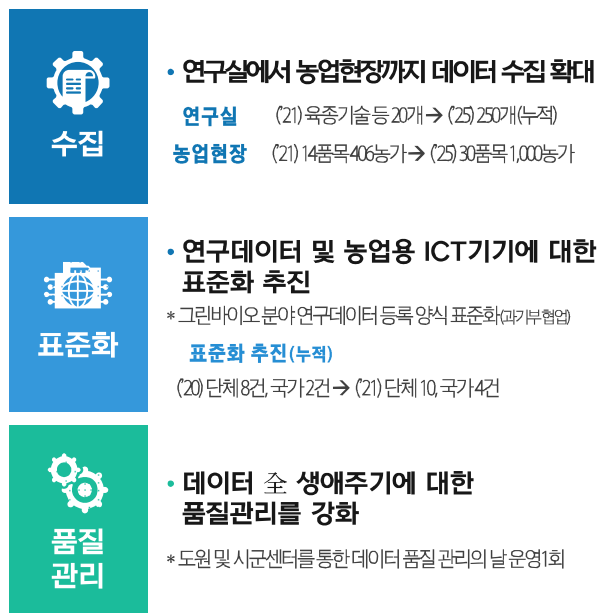 수집
• 연구실에서 농업현장까지 데이터 수집 확대
연구실 ('21) 육종기술 등 20개 → ('25) 250개(누적)
농업현장 ('21) 14품목 406농가 → ('25) 30품목 1,000농가
표준화
• 연구데이터 및 농업용 ICT기기에 대한
표준화 추진
* 그린바이오 분야 연구데이터 등록 양식 표준화(과기부 협업)
표준화 추진(누적)
('20) 단체 8건, 국가 2건 → ('21) 단체 10, 국가 4건
품질
관리
• 데이터 全 생애주기에 대한
품질관리를 강화
* 도원 및 시군센터를 통한 데이터 품질 관리의 날 운영1회